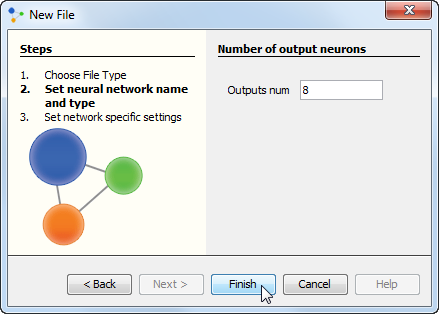 New File
Steps
1. Choose File Type
2. Set neural network name
and type
3. Set network specific settings
Number of output neurons
Outputs num 8
< Back Next > Finish Cancel Help